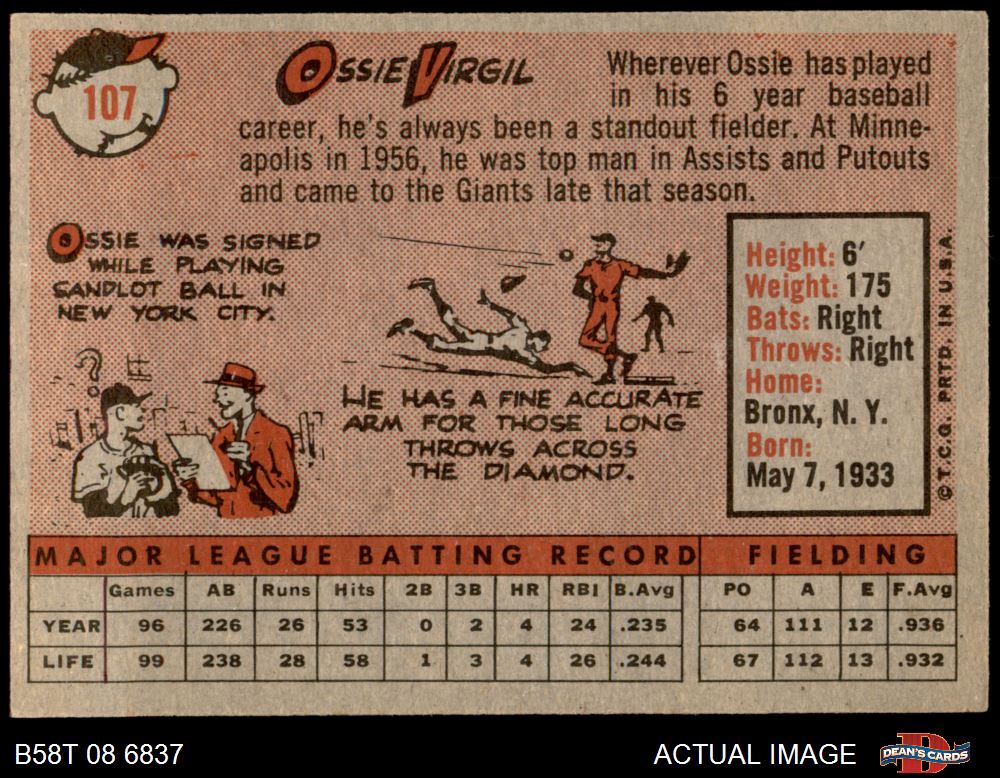 107
OSSIE VIRGIL
Wherever Ossie has played
in his 6 year baseball
career, he's always been a standout fielder. At Minne-
apolis in 1956, he was top man in Assists and Putouts
and came to the Giants late that season.
OSSIE WAS SIGNED
WHILE PLAYING
SANDLOT BALL IN
NEW YORK CITY.
?
HE HAS A FINE ACCURATE
ARM FOR THOSE LONG
THROWS ACROSS
THE DIAMOND.
Height: 6'
Weight: 175
Bats: Right
Throws: Right
Home:
Bronx, N. Y.
Born:
May 7, 1933
© T.C.G. PRTD. IN U.S.A.
MAJOR LEAGUE BATTING RECORD FIELDING
Games AB Runs Hits 2B 3B HR RBI B.Avg PO A E F.Avg
YEAR 96 226 26 53 0 2 4 24 .235 64 111 12 .936
LIFE 99 238 28 58 1 3 4 26 .244 67 112 13 .932
B58T 08 6837
ACTUAL IMAGE
D
DEAN'S CARDS